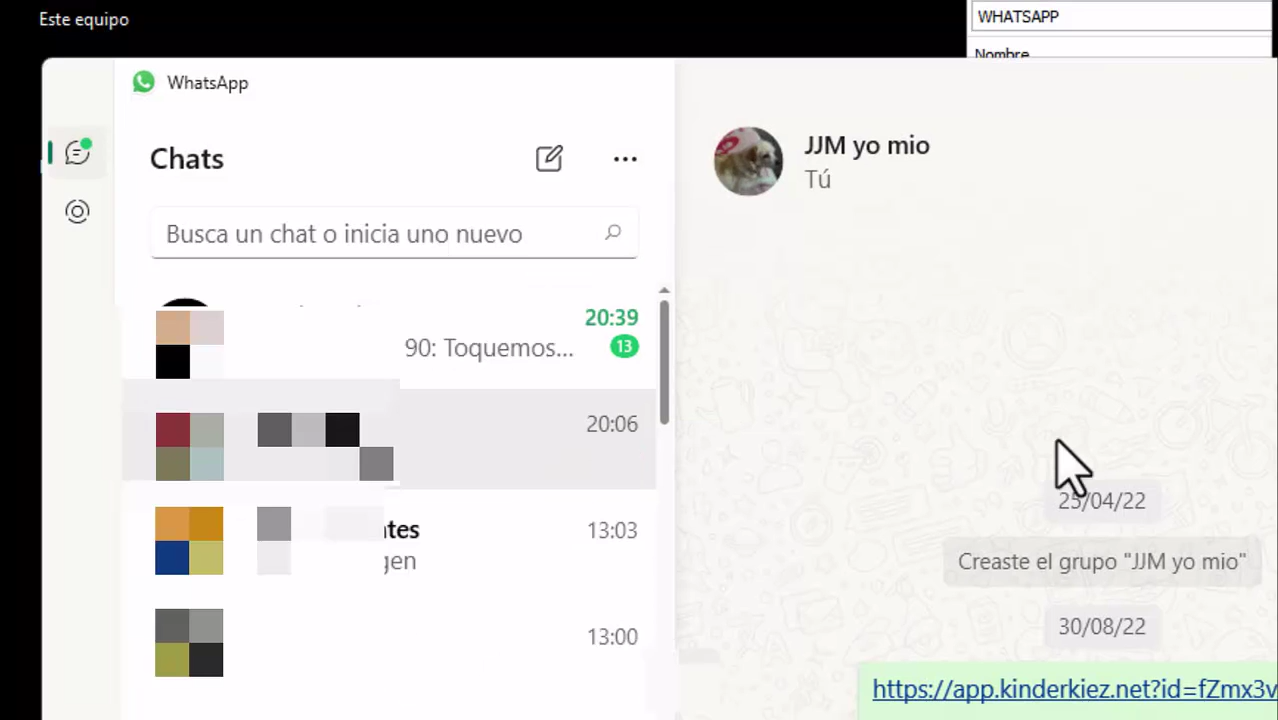 Este equipo
WHATSAPP
Nombre
WhatsApp
Chats
Busca un chat o inicia uno nuevo
20:39
90: Toquemos...
13
20:06
13:03
13:00
JJM yo mio
Tú
25/04/22
Creaste el grupo "JJM yo mio"
30/08/22
https://app.kinderkiez.net?id=fZmx3v